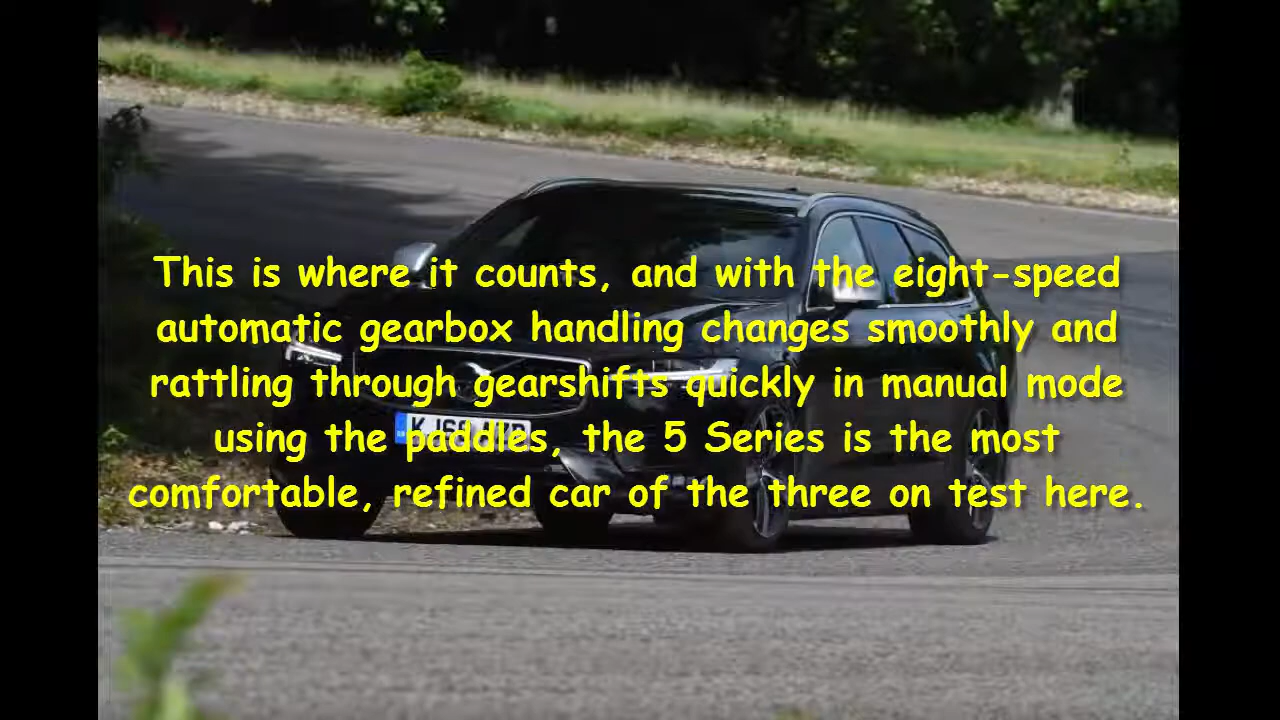 This is where it counts, and with the eight-speed
automatic gearbox handling changes smoothly and
rattling through gearshifts quickly in manual mode
using the paddles, the 5 Series is the most
comfortable, refined car of the three on test here.